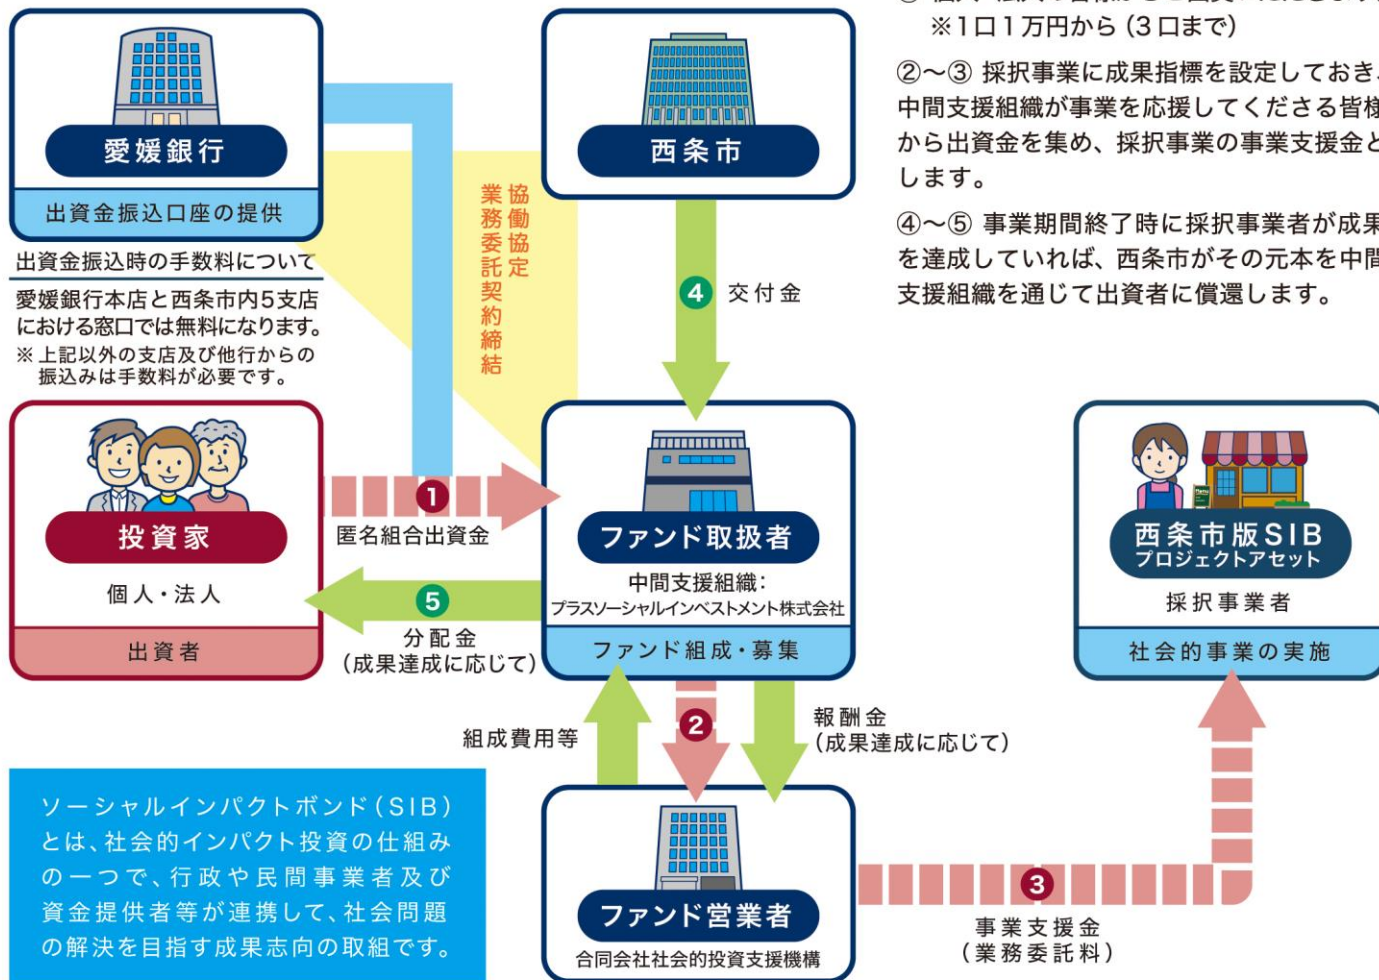 愛媛銀行
出資金振込口座の提供
出資金振込時の手数料について
愛媛銀行本店と西条市内5支店
における窓口では無料になります。
※上記以外の支店及び他行からの
振込みは手数料が必要です。
協働協定
業務委託契約締結
西条市
4 交付金
※1口1万円から（3口まで）
②〜③ 採択事業に成果指標を設定しておき、
中間支援組織が事業を応援してくださる皆様
から出資金を集め、採択事業の事業支援金と
します。
④〜⑤ 事業期間終了時に採択事業者が成果
を達成していれば、西条市がその元本を中間
支援組織を通じて出資者に償還します。
投資家
個人・法人
出資者
1
匿名組合出資金
5
分配金
（成果達成に応じて）
ファンド取扱者
中間支援組織：
プラスソーシャルインベストメント株式会社
ファンド組成・募集
西条市版SIB
プロジェクトアセット
採択事業者
社会的事業の実施
組成費用等
2
報酬金
（成果達成に応じて）
ファンド営業者
合同会社社会的投資支援機構
3
事業支援金
（業務委託料）
ソーシャルインパクトボンド（SIB）
とは、社会的インパクト投資の仕組み
の一つで、行政や民間事業者及び
資金提供者等が連携して、社会問題
の解決を目指す成果志向の取組です。